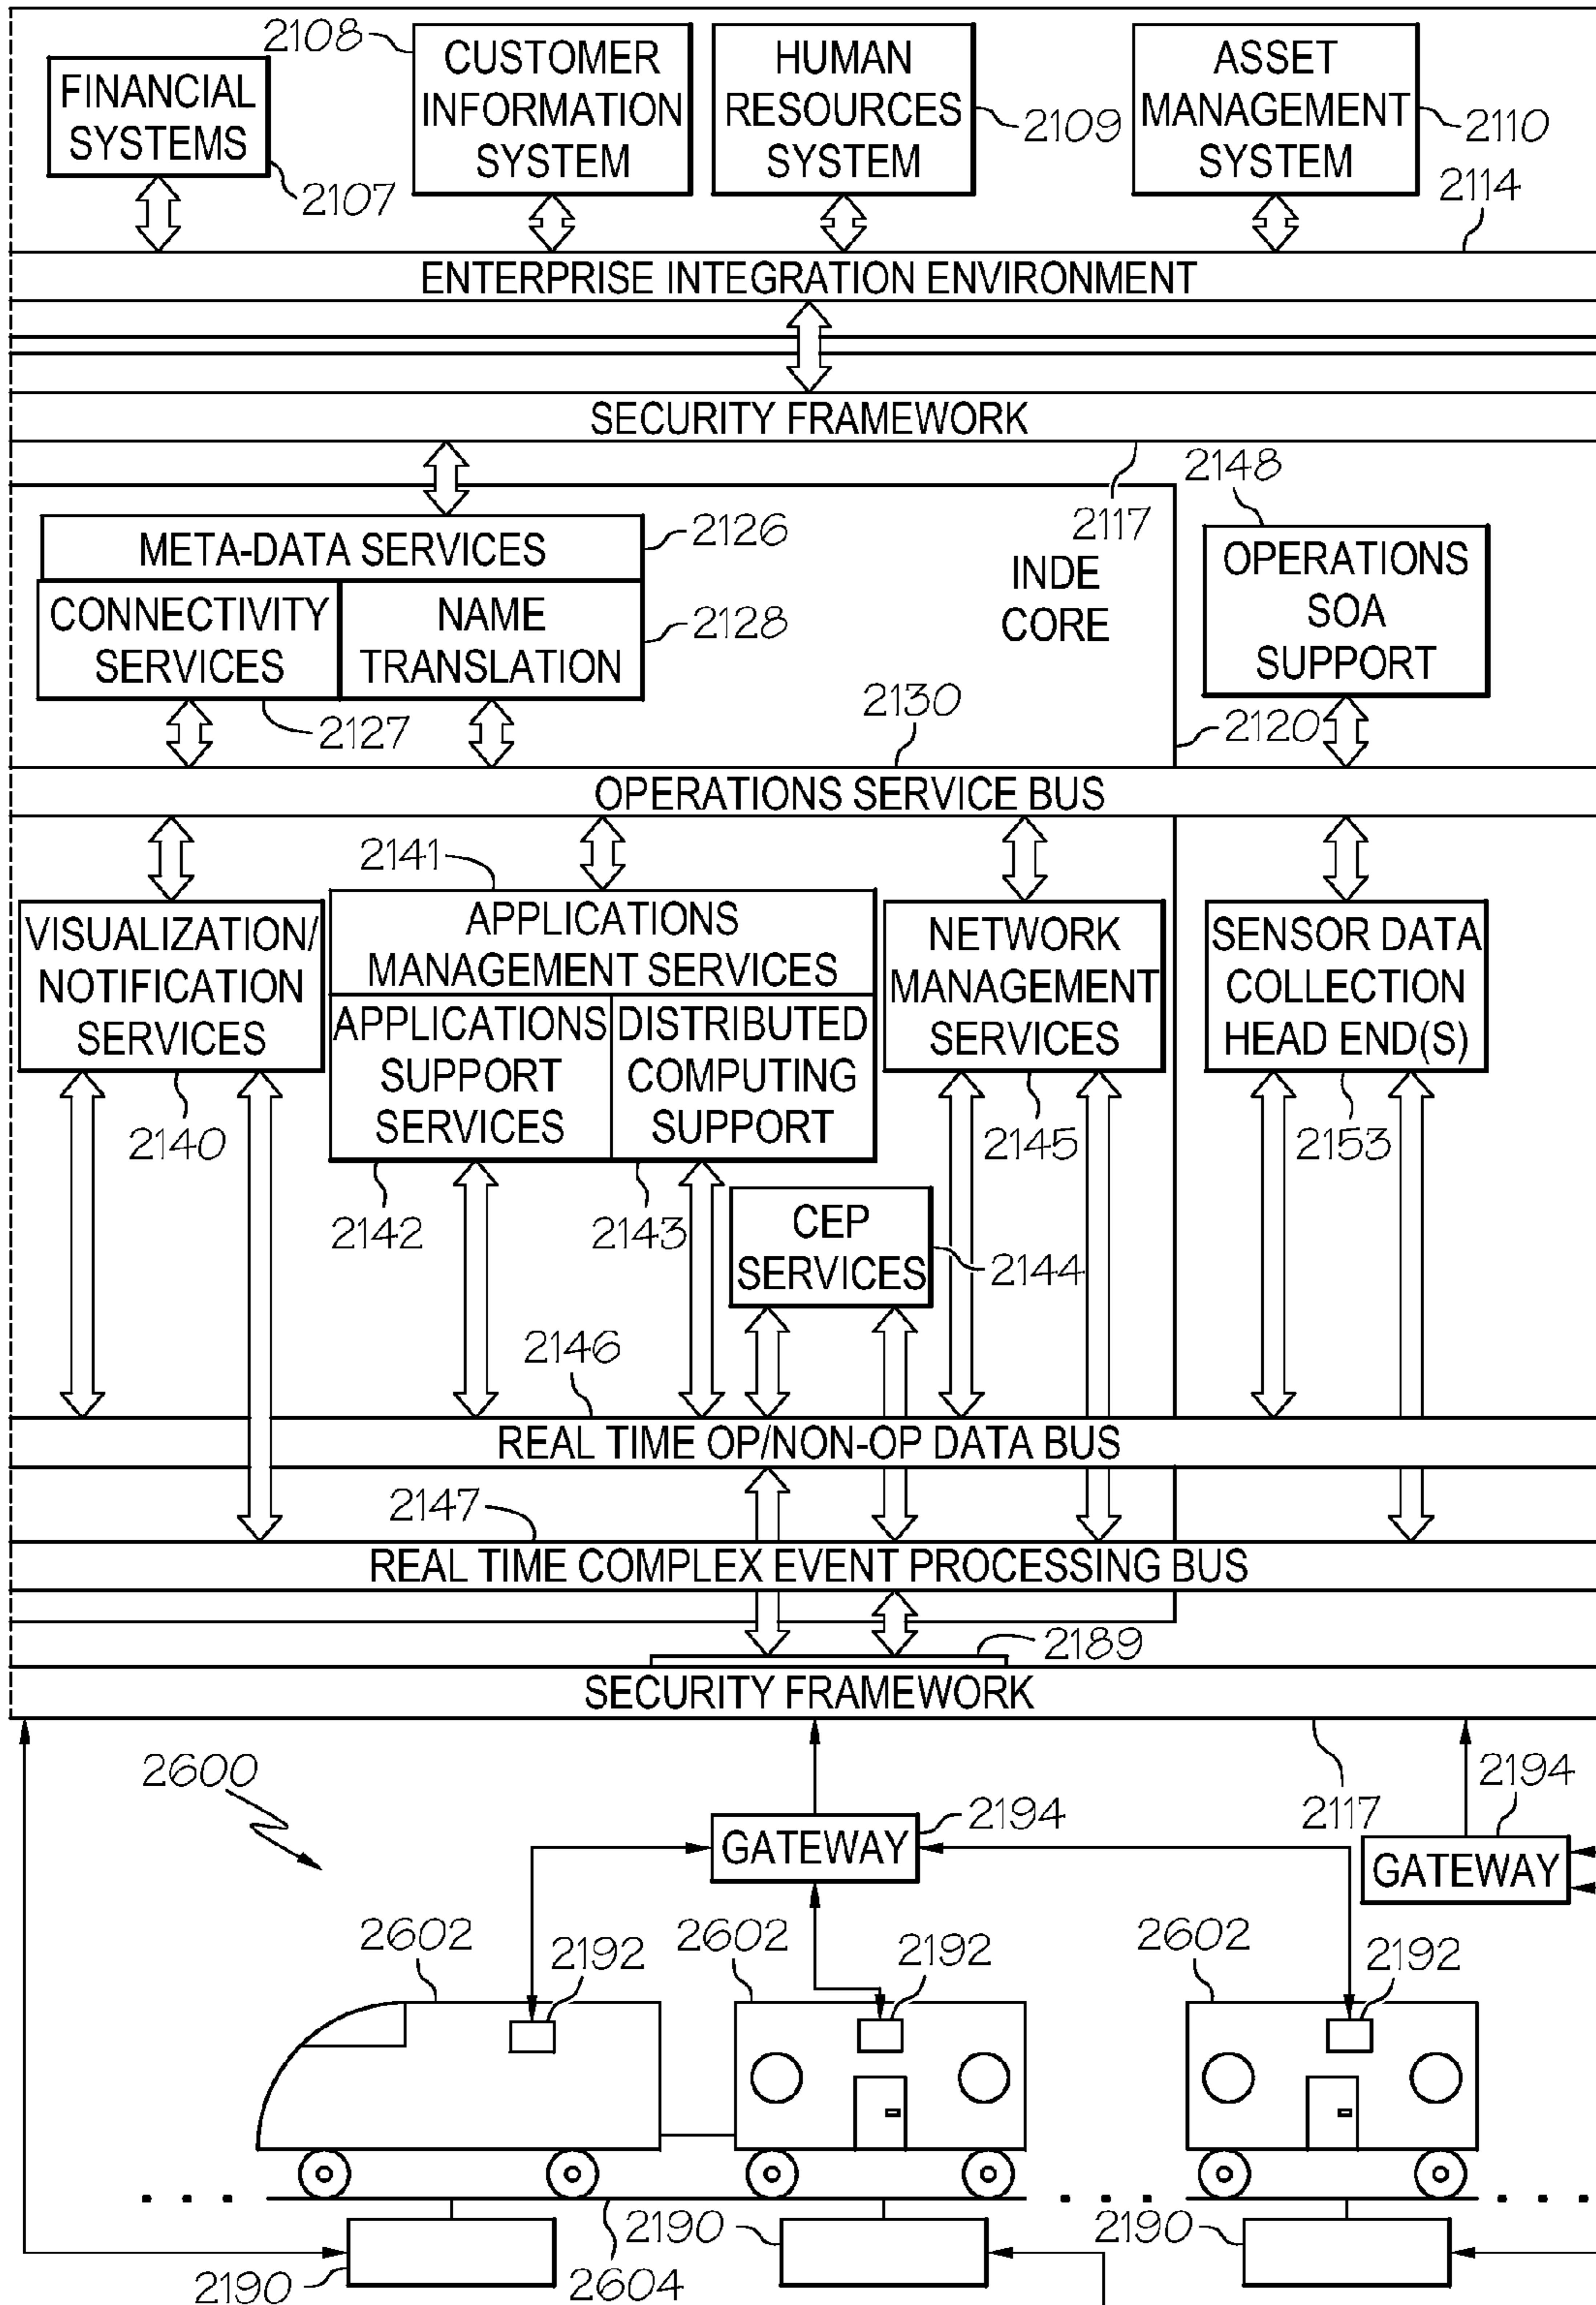 2108
FINANCIAL
SYSTEMS
2107
CUSTOMER
INFORMATION
SYSTEM
HUMAN
RESOURCES
SYSTEM
2109
ASSET
MANAGEMENT
SYSTEM
2110
2114
ENTERPRISE INTEGRATION ENVIRONMENT
SECURITY FRAMEWORK
2117
2148
META-DATA SERVICES
2126
CONNECTIVITY
SERVICES
2127
NAME
TRANSLATION
2128
INDE
CORE
OPERATIONS
SOA
SUPPORT
2120
2130
OPERATIONS SERVICE BUS
2141
VISUALIZATION/
NOTIFICATION
SERVICES
2140
APPLICATIONS
MANAGEMENT SERVICES
APPLICATIONS
SUPPORT
SERVICES
2142
DISTRIBUTED
COMPUTING
SUPPORT
2143
NETWORK
MANAGEMENT
SERVICES
2145
SENSOR DATA
COLLECTION
HEAD END(S)
2153
CEP
SERVICES
2144
2146
REAL TIME OP/NON-OP DATA BUS
2147
REAL TIME COMPLEX EVENT PROCESSING BUS
2189
SECURITY FRAMEWORK
2117
2600
GATEWAY
2194
2194
GATEWAY
2602
2192
2602
2192
2602
2192
2190
2604
2190
2190